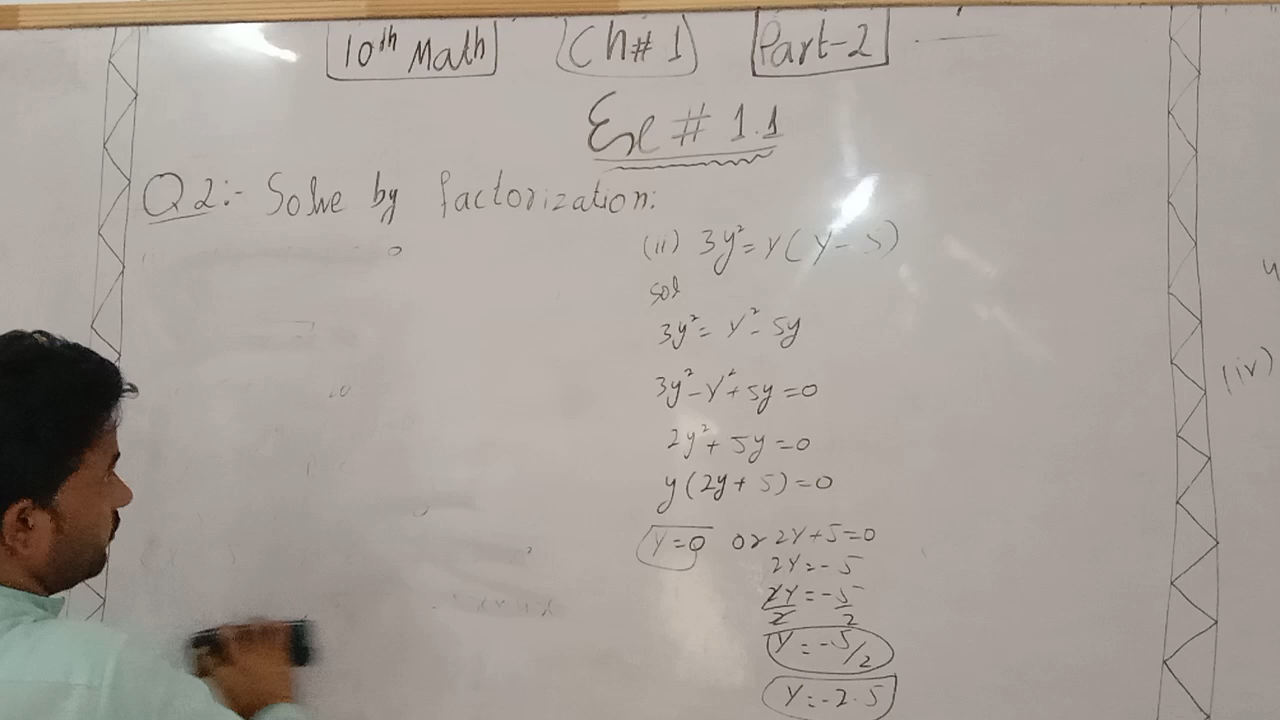 10th Math Ch# 1 Part-2
Ex # 1.1
Q2:- Solve by factorization:
(ii) 3y²= y(y-5)
sol
3y²= y²-5y
3y²-y²+5y=0
2y²+5y=0
y(2y+5)=0
y=0 or 2y+5=0
2y=-5
2y/2=-5/2
y=-5/2
y=-2.5
(iv)